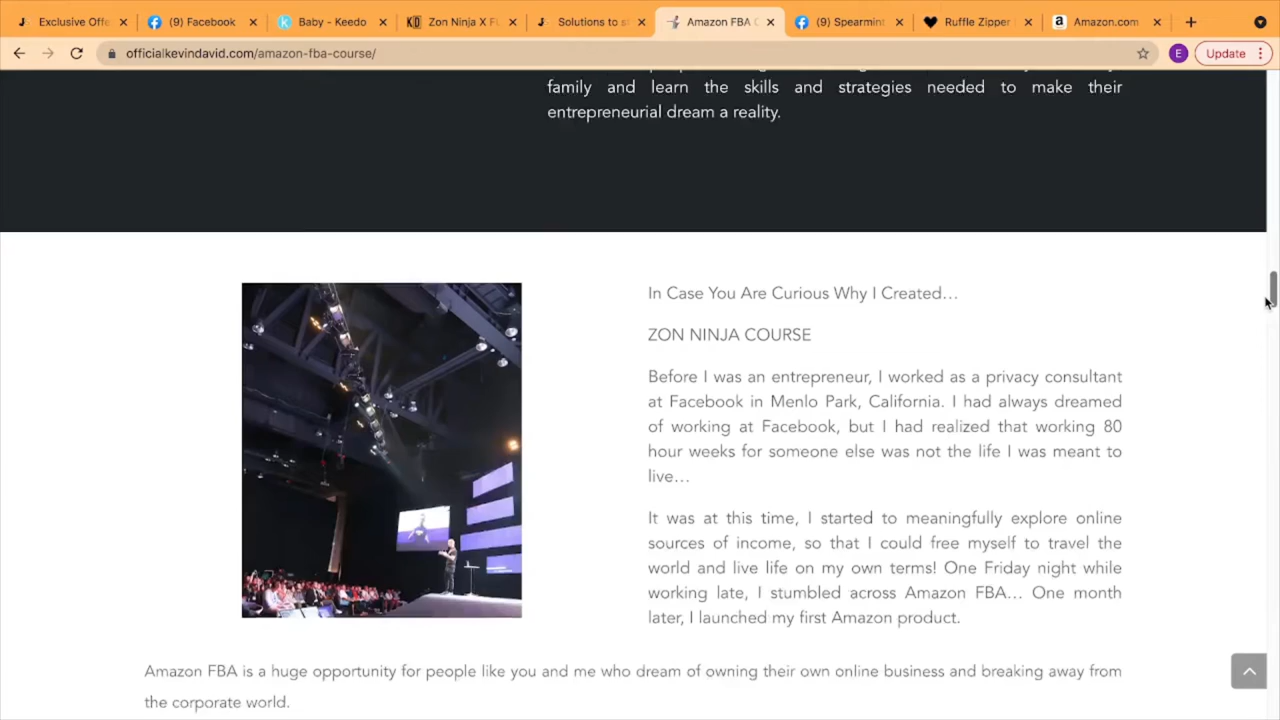 Exclusive Offe
(9) Facebook
Baby - Keedo
Zon Ninja X F
Solutions to s
Amazon FBA
(9) Spearmint
Ruffle Zipper
Amazon.com
officialkevindavid.com/amazon-fba-course/
E
Update
family and learn the skills and strategies needed to make their
entrepreneurial dream a reality.
In Case You Are Curious Why I Created…
ZON NINJA COURSE
Before I was an entrepreneur, I worked as a privacy consultant
at Facebook in Menlo Park, California. I had always dreamed
of working at Facebook, but I had realized that working 80
hour weeks for someone else was not the life I was meant to
live…
It was at this time, I started to meaningfully explore online
sources of income, so that I could free myself to travel the
world and live life on my own terms! One Friday night while
working late, I stumbled across Amazon FBA… One month
later, I launched my first Amazon product.
Amazon FBA is a huge opportunity for people like you and me who dream of owning their own online business and breaking away from
the corporate world.